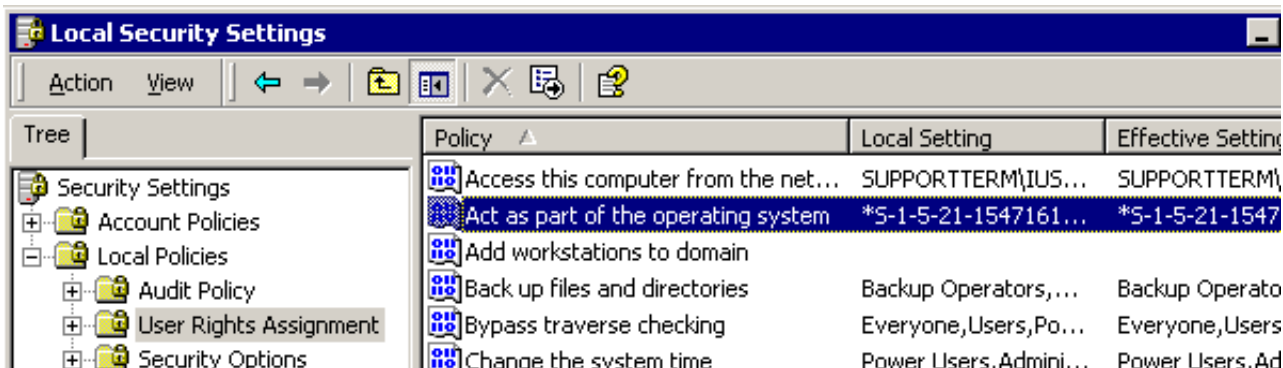 Local Security Settings
Action View
Tree
Policy Local Setting Effective Setting
Security Settings
Account Policies
Local Policies
Audit Policy
User Rights Assignment
Security Options
Access this computer from the net... SUPPORTTERM\IUS... SUPPORTTERM\
Act as part of the operating system *S-1-5-21-1547161... *S-1-5-21-1547
Add workstations to domain
Back up files and directories Backup Operators,... Backup Operato
Bypass traverse checking Everyone,Users,Po... Everyone,Users
Change the system time Power Users,Admini... Power Users,Ad